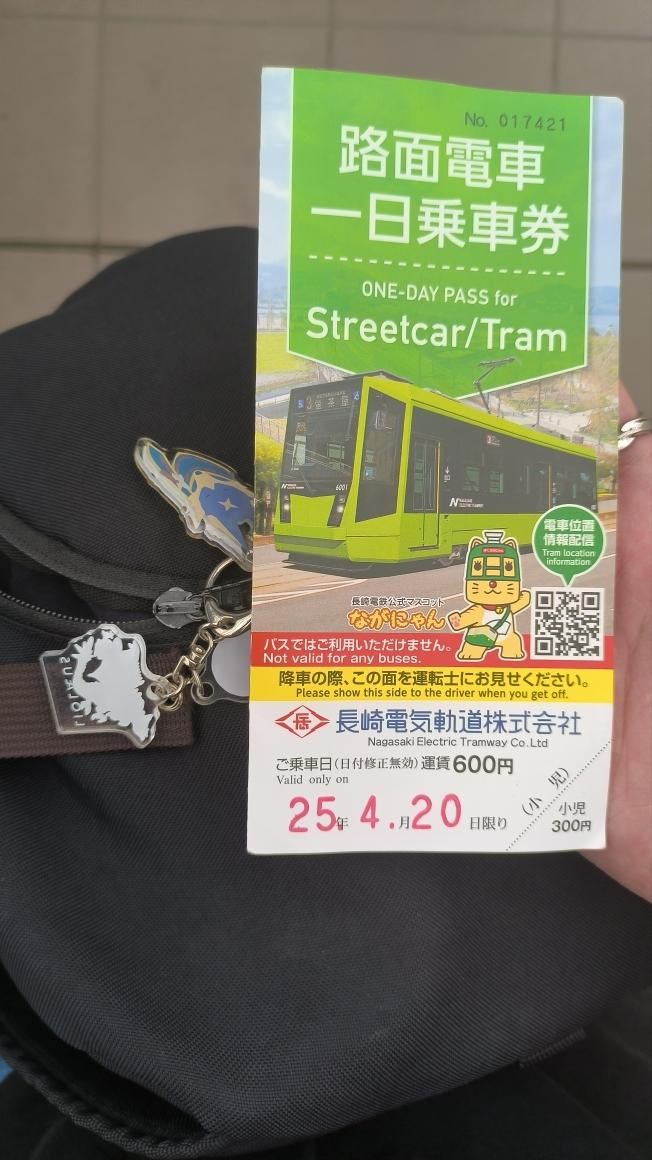 No. 017421
路面電車
一日乗車券
ONE-DAY PASS for
Streetcar/Tram
蛍茶屋
6001
NAGASAKI
ELECTRIC TRAMWAY
電車位置
情報配信
Tram location
information
長崎電鉄公式マスコット
ながにゃん
バスではご利用いただけません。
Not valid for any buses.
降車の際、この面を運転士にお見せください。
Please show this side to the driver when you get off.
長崎電気軌道株式会社
Nagasaki Electric Tramway Co.Ltd
ご乗車日(日付修正無効)運賃600円
Valid only on
25年 4.月20日限り
(小児)
小児
300円